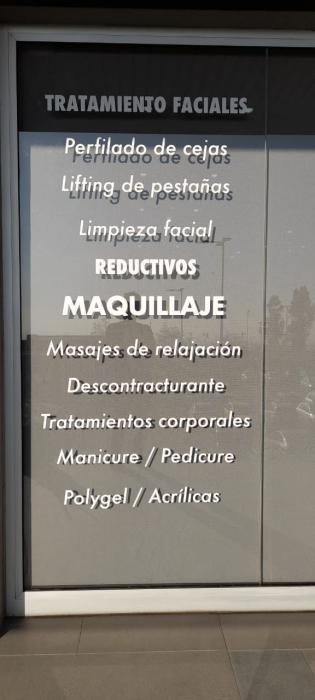 TRATAMIENTO FACIALES
Perfilado de cejas
Lifting de pestañas
Limpieza facial
REDUCTIVOS
MAQUILLAJE
Masajes de relajación
Descontracturante
Tratamientos corporales
Manicure / Pedicure
Polygel / Acrílicas